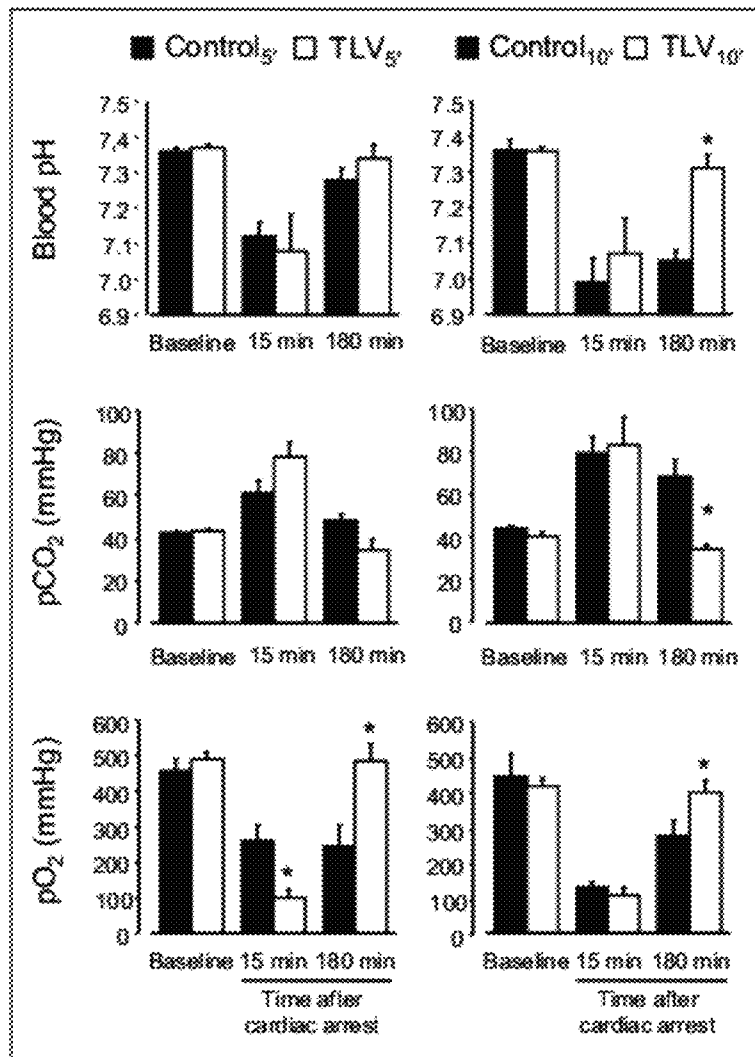 Control5' TLV5' Control10' TLV10'
Blood pH
7.5 7.4 7.3 7.2 7.1 7.0 6.9
Baseline 15 min 180 min
7.5 7.4 7.3 7.2 7.1 7.0 6.9
*
Baseline 15 min 180 min
pCO2 (mmHg)
100 80 60 40 20 0
Baseline 15 min 180 min
100 80 60 40 20 0
*
Baseline 15 min 180 min
pO2 (mmHg)
600 500 400 300 200 100 0
* *
Baseline 15 min 180 min
Time after
cardiac arrest
600 500 400 300 200 100 0
*
Baseline 15 min 180 min
Time after
cardiac arrest